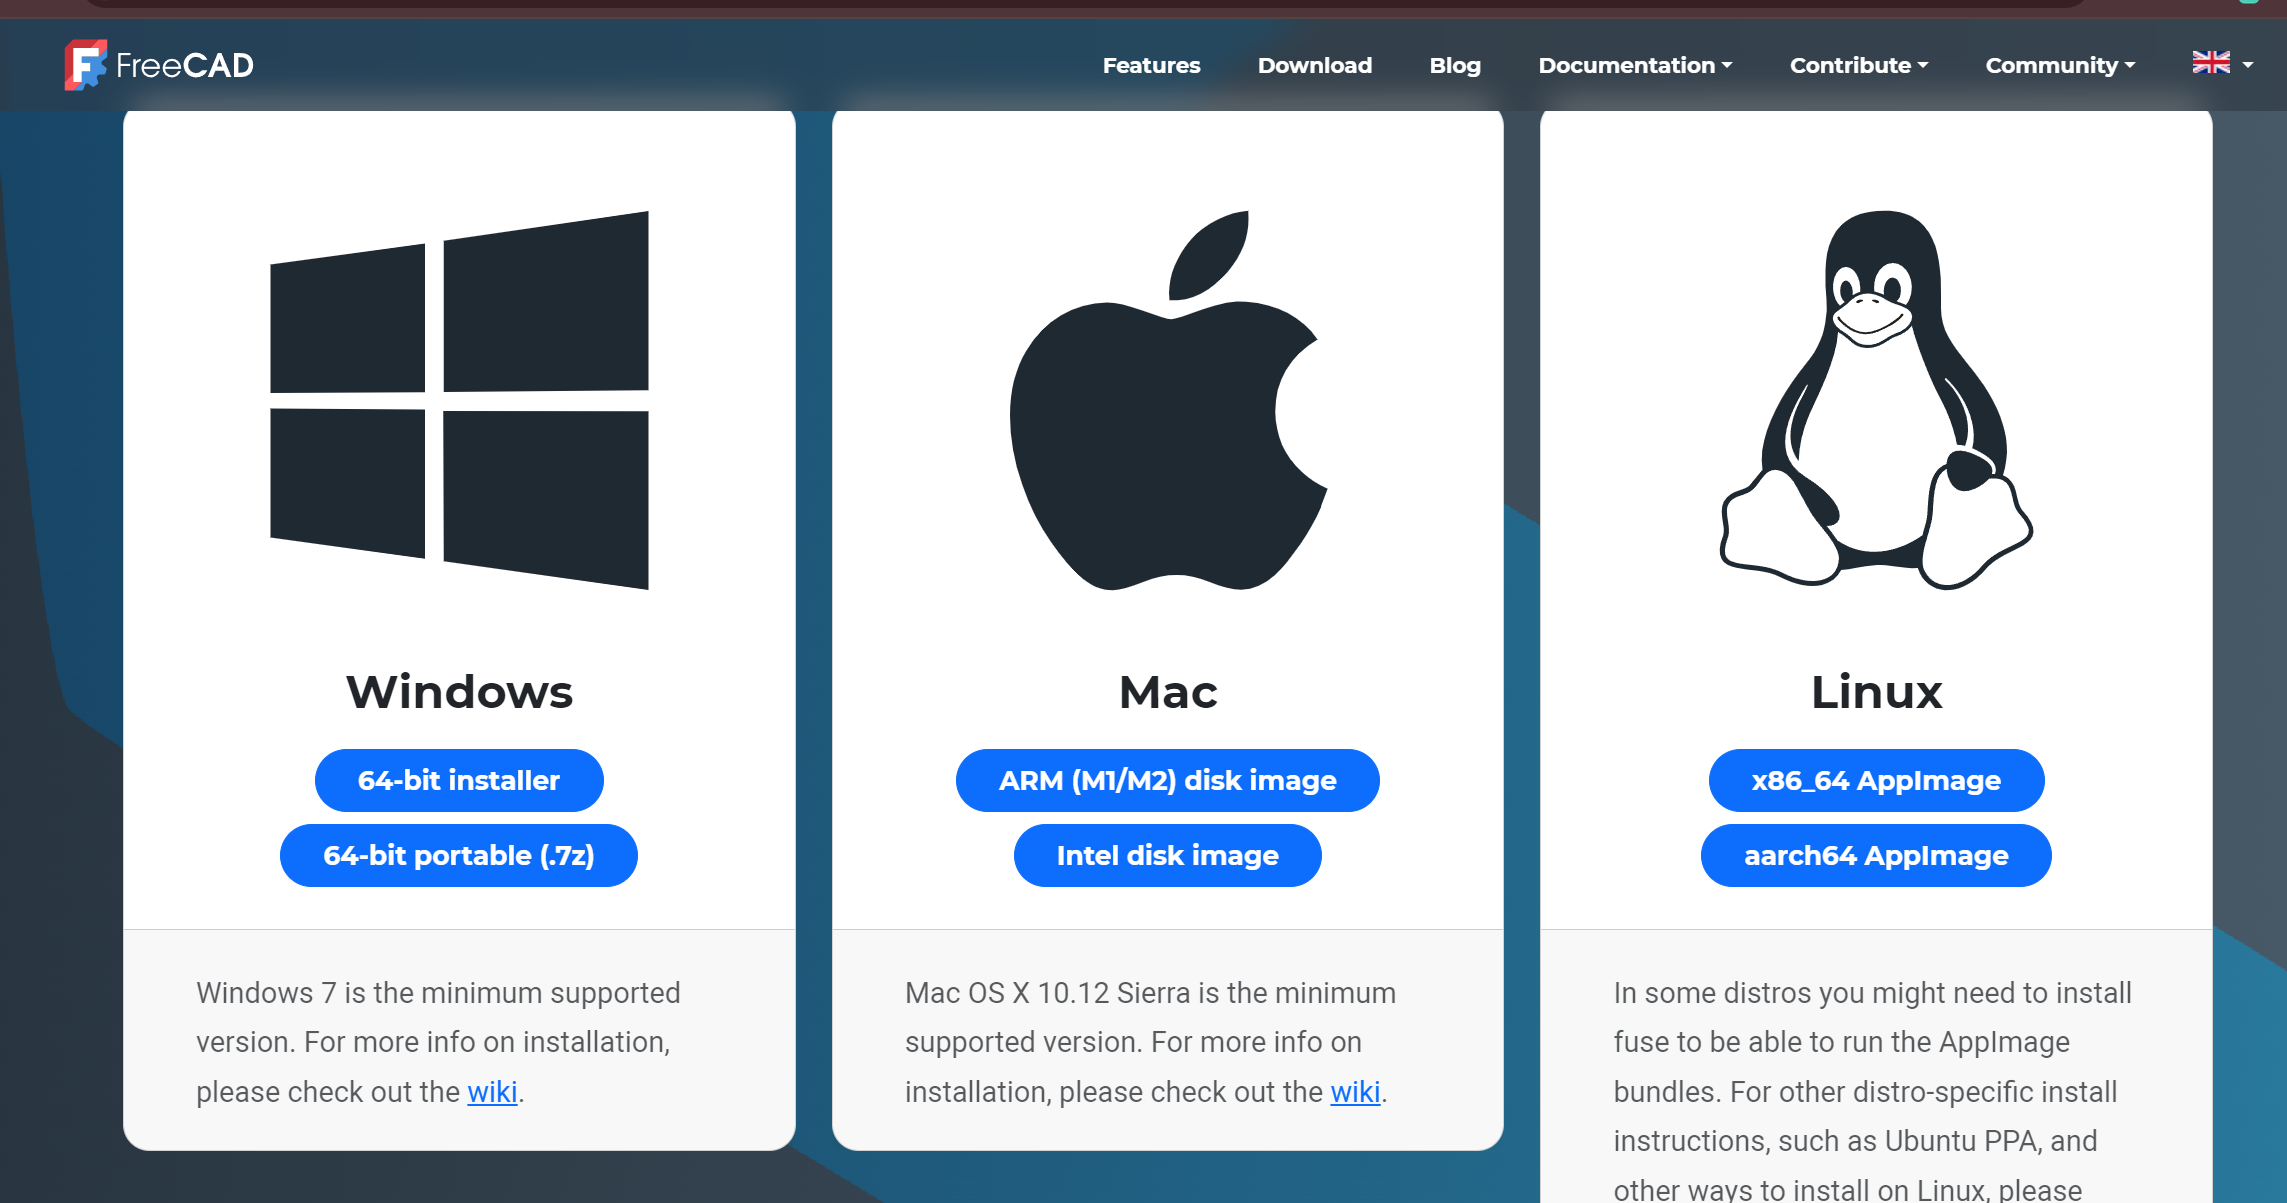 FreeCAD
Features
Download
Blog
Documentation
Contribute
Community
Windows
64-bit installer
64-bit portable (.7z)
Windows 7 is the minimum supported
version. For more info on installation,
please check out the wiki.
Mac
ARM (M1/M2) disk image
Intel disk image
Mac OS X 10.12 Sierra is the minimum
supported version. For more info on
installation, please check out the wiki.
Linux
x86_64 AppImage
aarch64 AppImage
In some distros you might need to install
fuse to be able to run the AppImage
bundles. For other distro-specific install
instructions, such as Ubuntu PPA, and
other ways to install on Linux, please